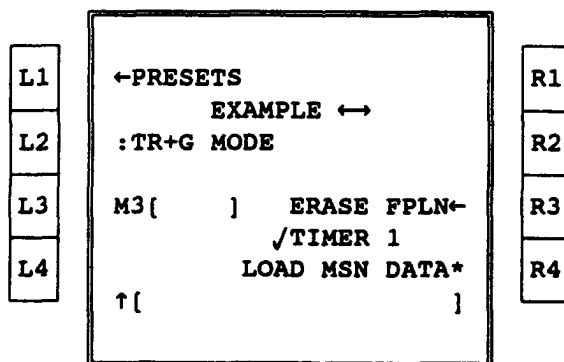 L1 ←PRESETS R1
EXAMPLE ↔
L2 :TR+G MODE R2
L3 M3[ ] ERASE FPLN← R3
√TIMER 1
L4 LOAD MSN DATA* R4
↑[ ]